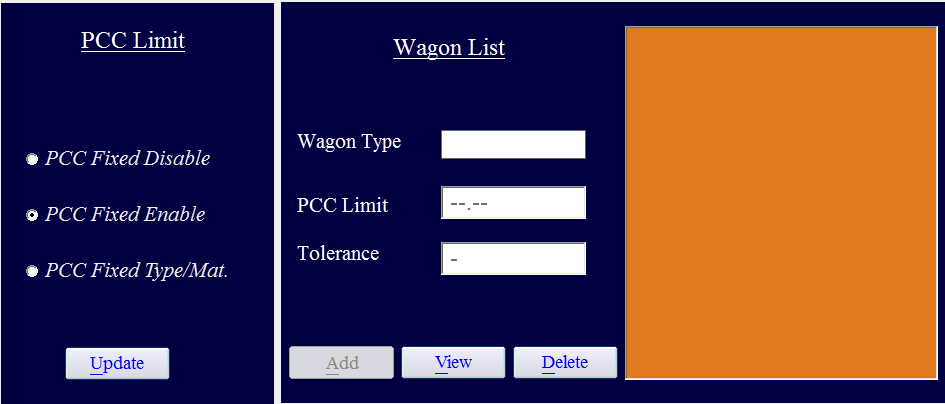 PCC Limit
PCC Fixed Disable
PCC Fixed Enable
PCC Fixed Type/Mat.
Update
Wagon List
Wagon Type
PCC Limit --.--
Tolerance -
Add View Delete